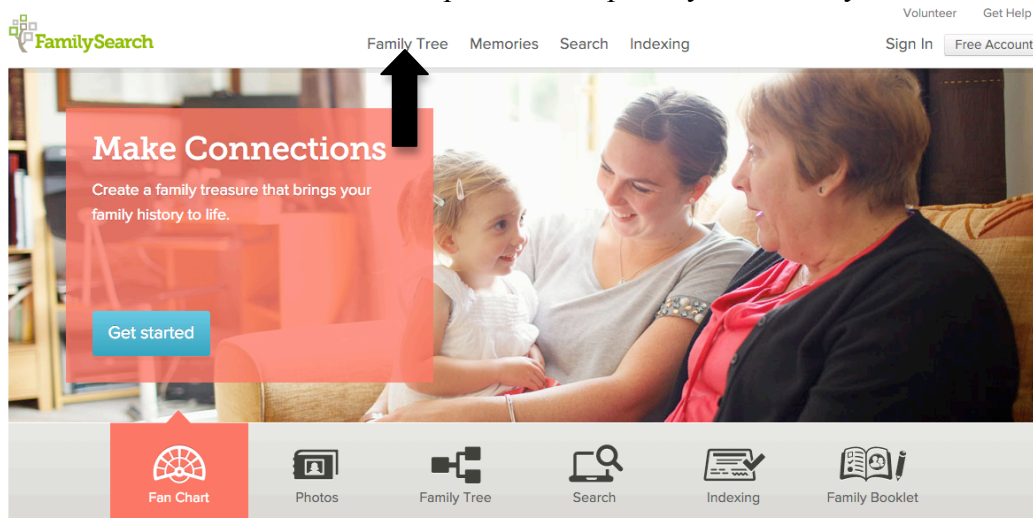 Volunteer Get Help
FamilySearch
Family Tree Memories Search Indexing
Sign In Free Account
Make Connections
Create a family treasure that brings your
family history to life.
Get started
Fan Chart Photos Family Tree Search Indexing Family Booklet